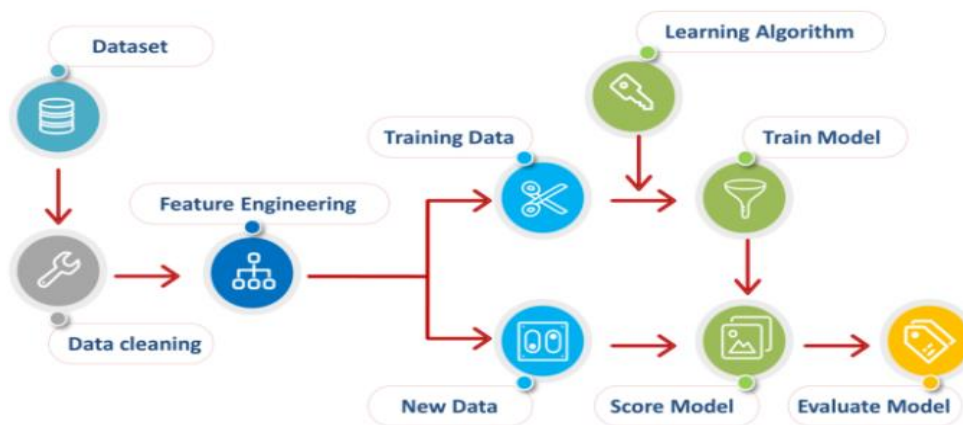 Dataset
Learning Algorithm
Training Data
Train Model
Feature Engineering
Data cleaning
New Data
Score Model
Evaluate Model